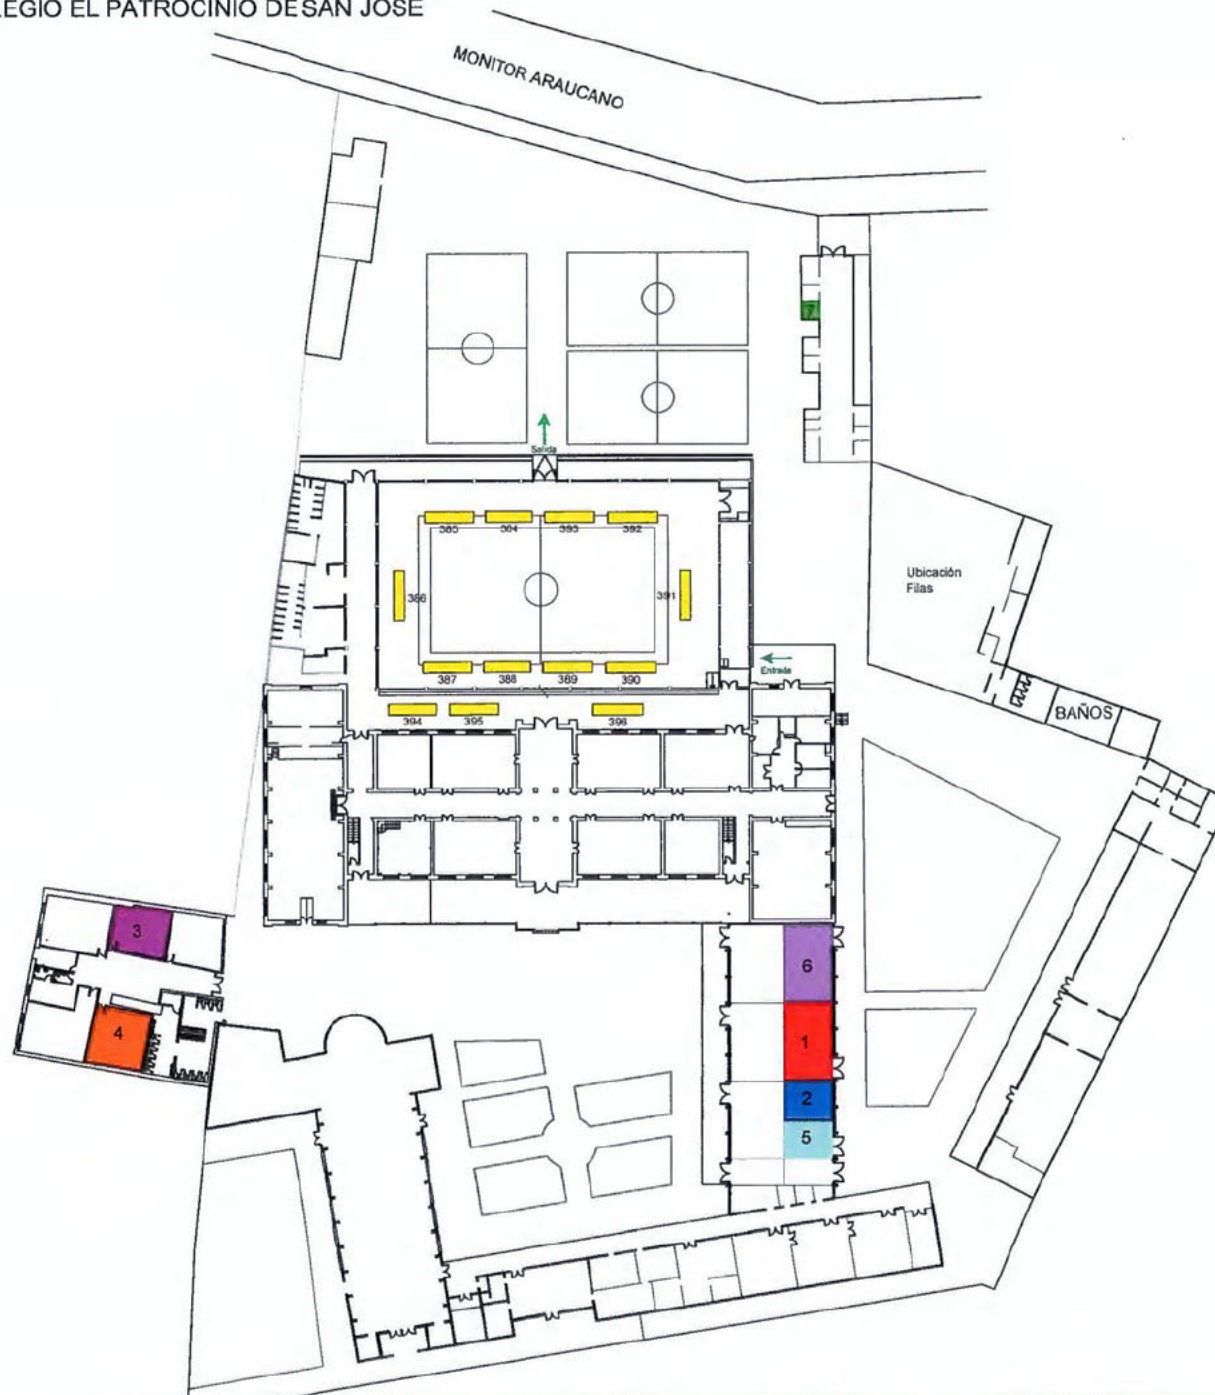 LEGIO EL PATROCINIO DE SAN JOSE
MONITOR ARAUCANO
7
Salida
385 384 393 392
386 391
Ubicación
Filas
387 388 389 390
Entrada
394 395 396
BAÑOS
3
6
4
1
2
5